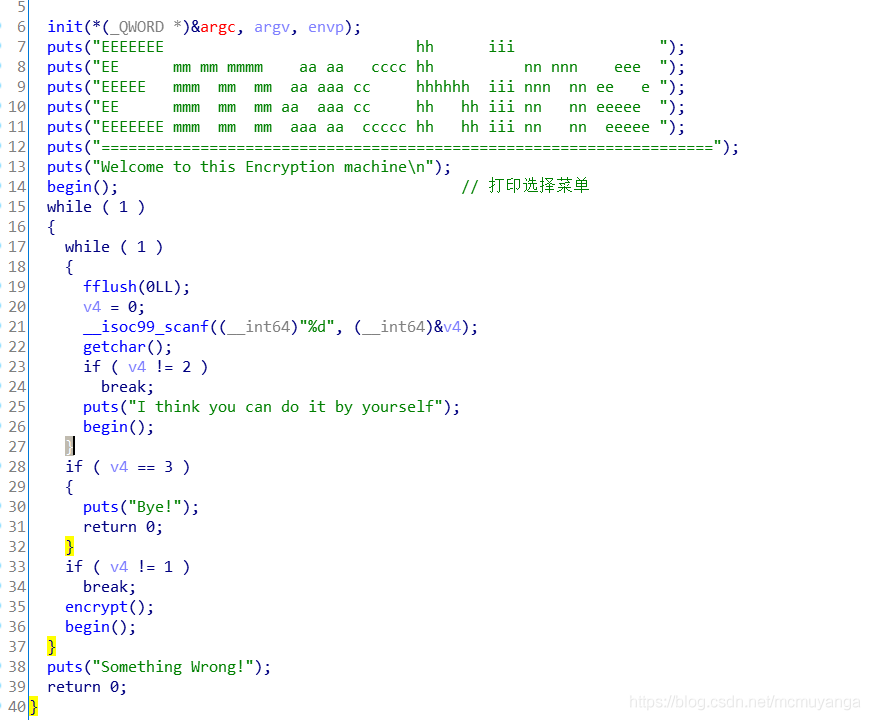 5
6 init(*(_QWORD *)&argc, argv, envp);
7 puts("EEEEEEE                            hh      iii                ");
8 puts("EE      mm mm mmmm    aa aa   cccc hh          nn nnn    eee  ");
9 puts("EEEEE   mmm  mm  mm  aa aaa cc     hhhhhh  iii nnn  nn ee   e ");
10 puts("EE      mmm  mm  mm aa  aaa cc     hh   hh iii nn   nn eeeee  ");
11 puts("EEEEEEE mmm  mm  mm  aaa aa  ccccc hh   hh iii nn   nn  eeeee ");
12 puts("====================================================================");
13 puts("Welcome to this Encryption machine\n");
14 begin(); // 打印选择菜单
15 while ( 1 )
16 {
17 while ( 1 )
18 {
19 fflush(0LL);
20 v4 = 0;
21 __isoc99_scanf((__int64)"%d", (__int64)&v4);
22 getchar();
23 if ( v4 != 2 )
24 break;
25 puts("I think you can do it by yourself");
26 begin();
27 }
28 if ( v4 == 3 )
29 {
30 puts("Bye!");
31 return 0;
32 }
33 if ( v4 != 1 )
34 break;
35 encrypt();
36 begin();
37 }
38 puts("Something Wrong!");
39 return 0;
40 }
https://blog.csdn.net/mcmuyanga